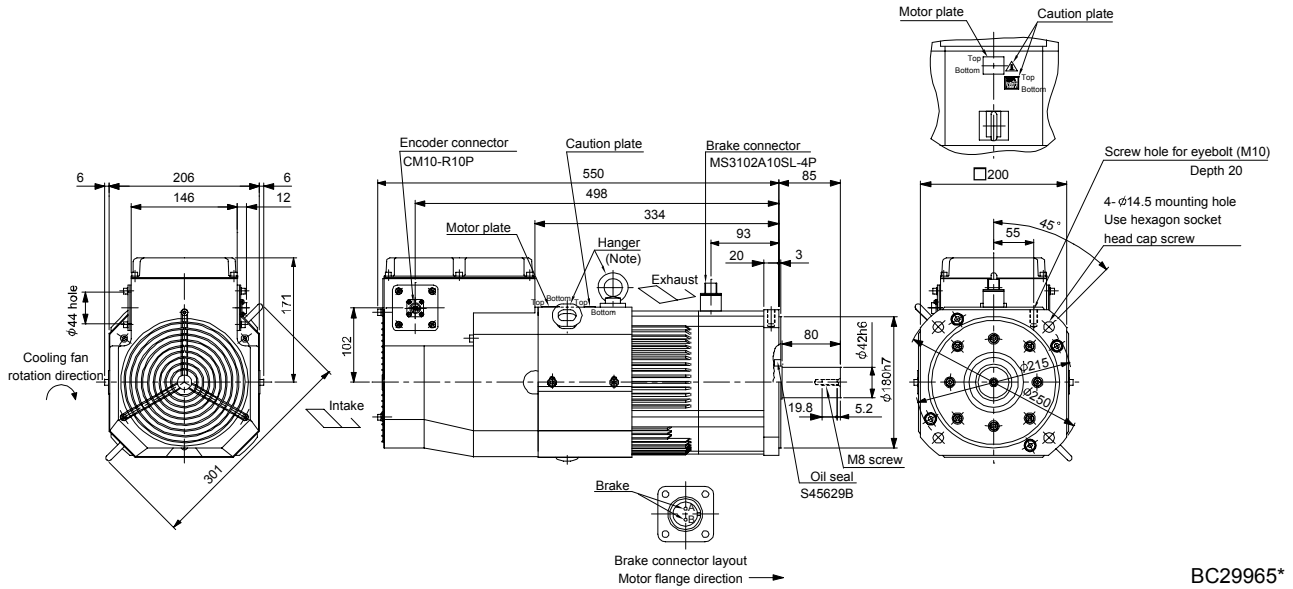 Motor plate
Caution plate
Top
Bottom
Top
Bottom
Encoder connector
CM10-R10P
Caution plate
Brake connector
MS3102A10SL-4P
Screw hole for eyebolt (M10)
Depth 20
6
206
6
550
85
□200
146
12
498
4-ϕ14.5 mounting hole
Use hexagon socket
head cap screw
334
45°
Motor plate
Hanger
(Note)
93
55
20
3
Exhaust
Top
Bottom
Top
Bottom
ϕ44 hole
171
102
80
ϕ42h6
ϕ180h7
Cooling fan
rotation direction
ϕ215
ϕ250
Intake
19.8
5.2
M8 screw
301
Oil seal
S45629B
Brake
A
B
Brake connector layout
Motor flange direction
BC29965*